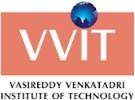 VVIT
VASIREDDY VENKATADRI
INSTITUTE OF TECHNOLOGY